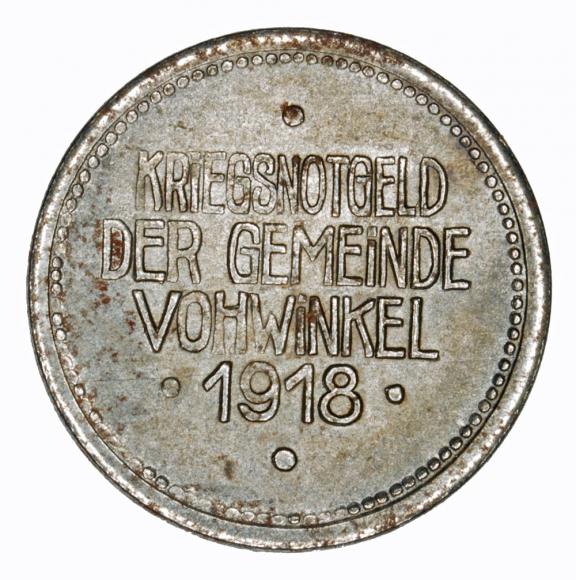 KRiEGSNOTGELD
DER GEMEiNDE
VOHWiNKEL
· 1918 ·